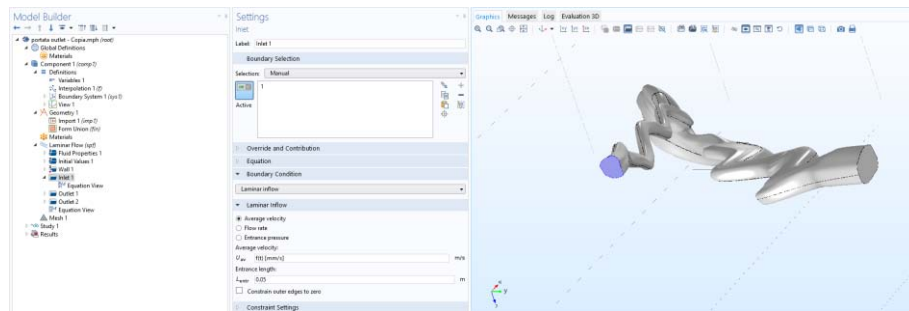 Model Builder
portata outlet - Copia.mph (root)
Global Definitions
Materials
Component 1 (comp1)
Definitions
Variables 1
Interpolation 1 (f)
Boundary System 1 (sys1)
View 1
Geometry 1
Import 1 (imp1)
Form Union (fin)
Materials
Laminar Flow (spf)
Fluid Properties 1
Initial Values 1
Wall 1
Inlet 1
Equation View
Outlet 1
Outlet 2
Equation View
Mesh 1
Study 1
Results
Settings
Inlet
Label: Inlet 1
Boundary Selection
Selection: Manual
1
Active
Override and Contribution
Equation
Boundary Condition
Laminar inflow
Laminar Inflow
Average velocity
Flow rate
Entrance pressure
Average velocity:
Uav f(t) [mm/s] m/s
Entrance length:
Lentr 0.05 m
Constrain outer edges to zero
Constraint Settings
Graphics Messages Log Evaluation 3D
x
y